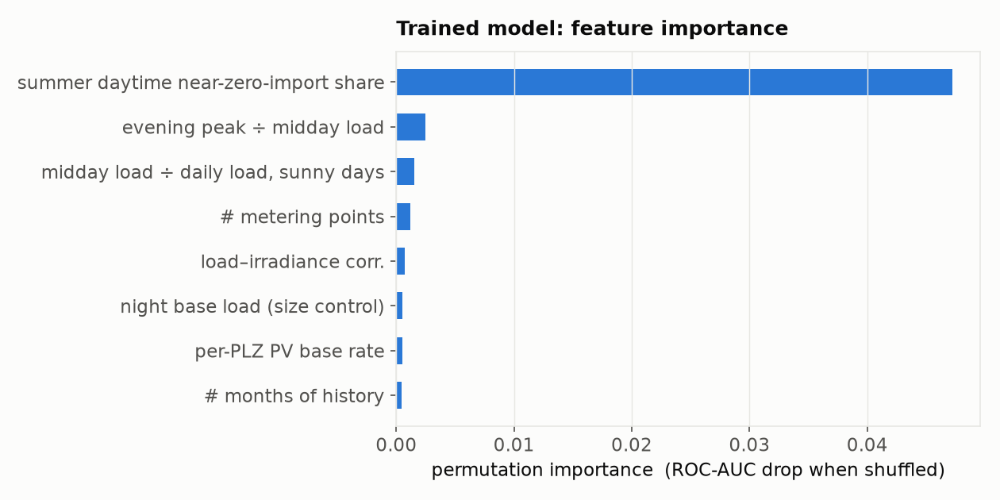 Trained model: feature importance
summer daytime near-zero-import share
evening peak ÷ midday load
midday load ÷ daily load, sunny days
# metering points
load–irradiance corr.
night base load (size control)
per-PLZ PV base rate
# months of history
0.00 0.01 0.02 0.03 0.04
permutation importance  (ROC-AUC drop when shuffled)